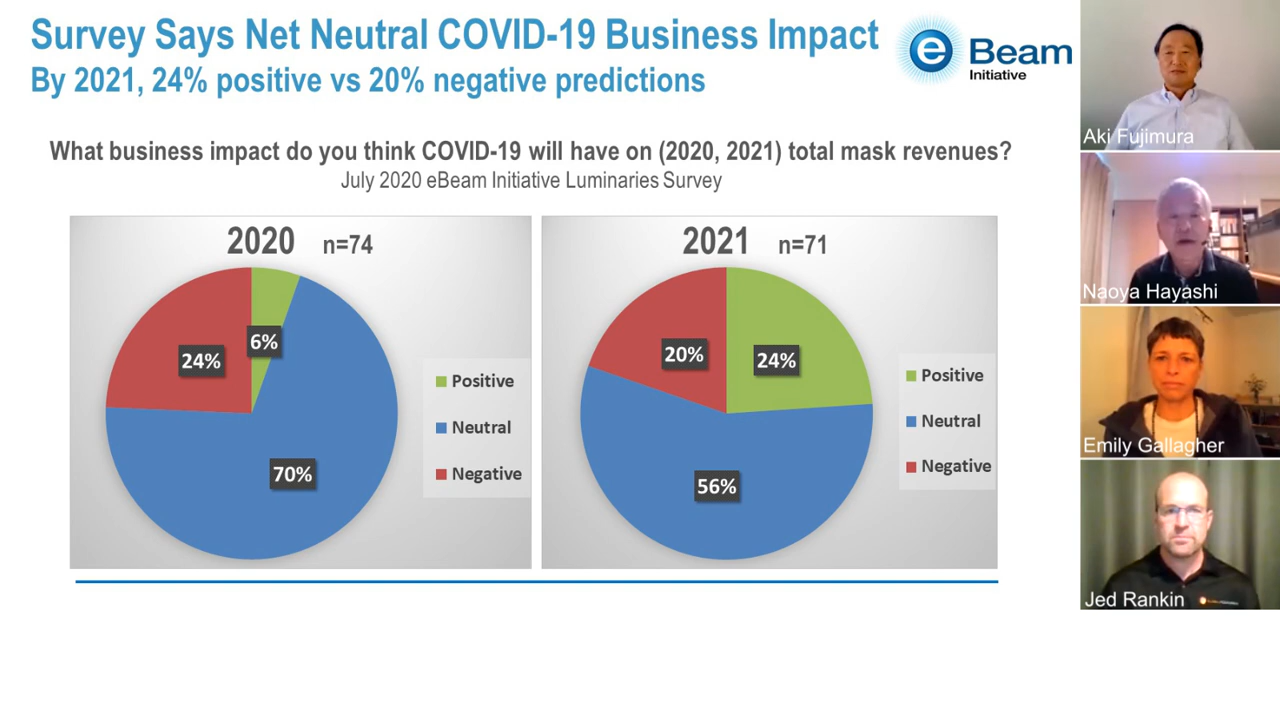 Survey Says Net Neutral COVID-19 Business Impact
By 2021, 24% positive vs 20% negative predictions
e Beam
Initiative
What business impact do you think COVID-19 will have on (2020, 2021) total mask revenues?
July 2020 eBeam Initiative Luminaries Survey
2020 n=74
6%
24%
70%
Positive
Neutral
Negative
2021 n=71
20%
24%
56%
Positive
Neutral
Negative
Aki Fujimura
Naoya Hayashi
Emily Gallagher
Jed Rankin